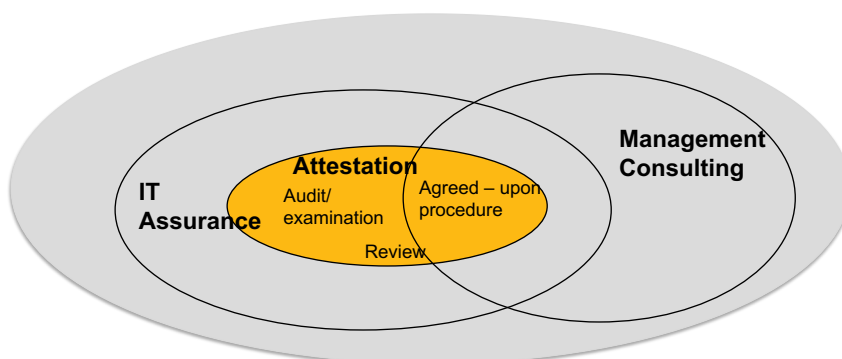 Attestation
IT
Assurance
Audit/
examination
Agreed – upon
procedure
Review
Management
Consulting